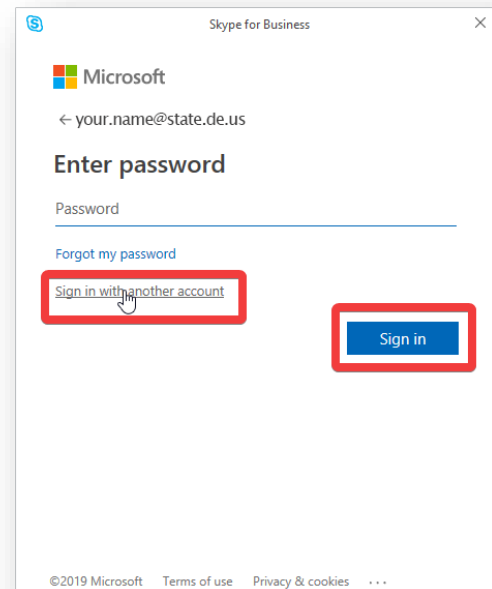 Skype for Business
Microsoft
← your.name@state.de.us
Enter password
Password
Forgot my password
Sign in with another account
Sign in
©2019 Microsoft Terms of use Privacy & cookies ...